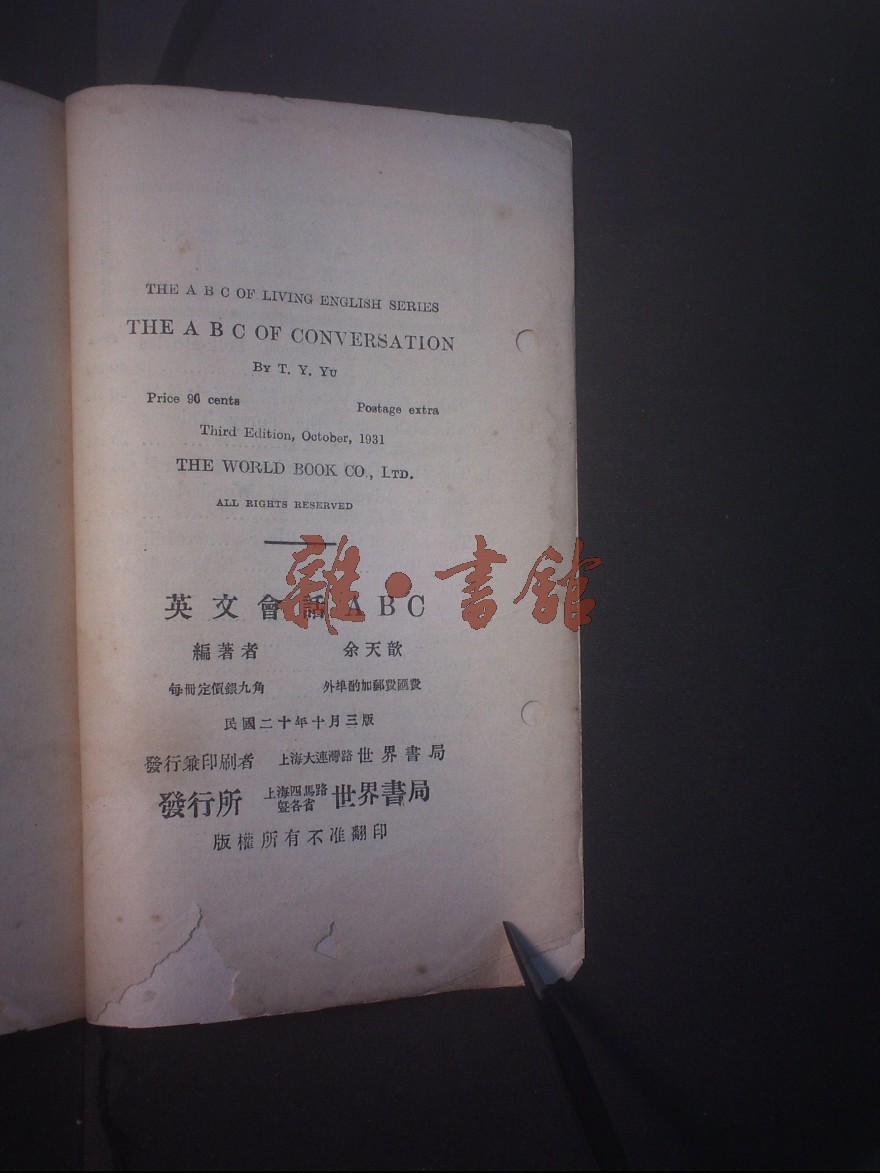 THE A B C OF LIVING ENGLISH SERIES
THE A B C OF CONVERSATION
BY T. Y. YU
Price 90 cents Postage extra
Third Edition, October, 1931
THE WORLD BOOK CO., LTD.
ALL RIGHTS RESERVED
雜·書館
英文會話ABC
編著者 余天韻
每冊定價銀九角 外埠酌加郵費匯費
民國二十年十月三版
發行兼印刷者 上海大連灣路 世界書局
發行所 上海四馬路暨各省 世界書局
版權所有不准翻印